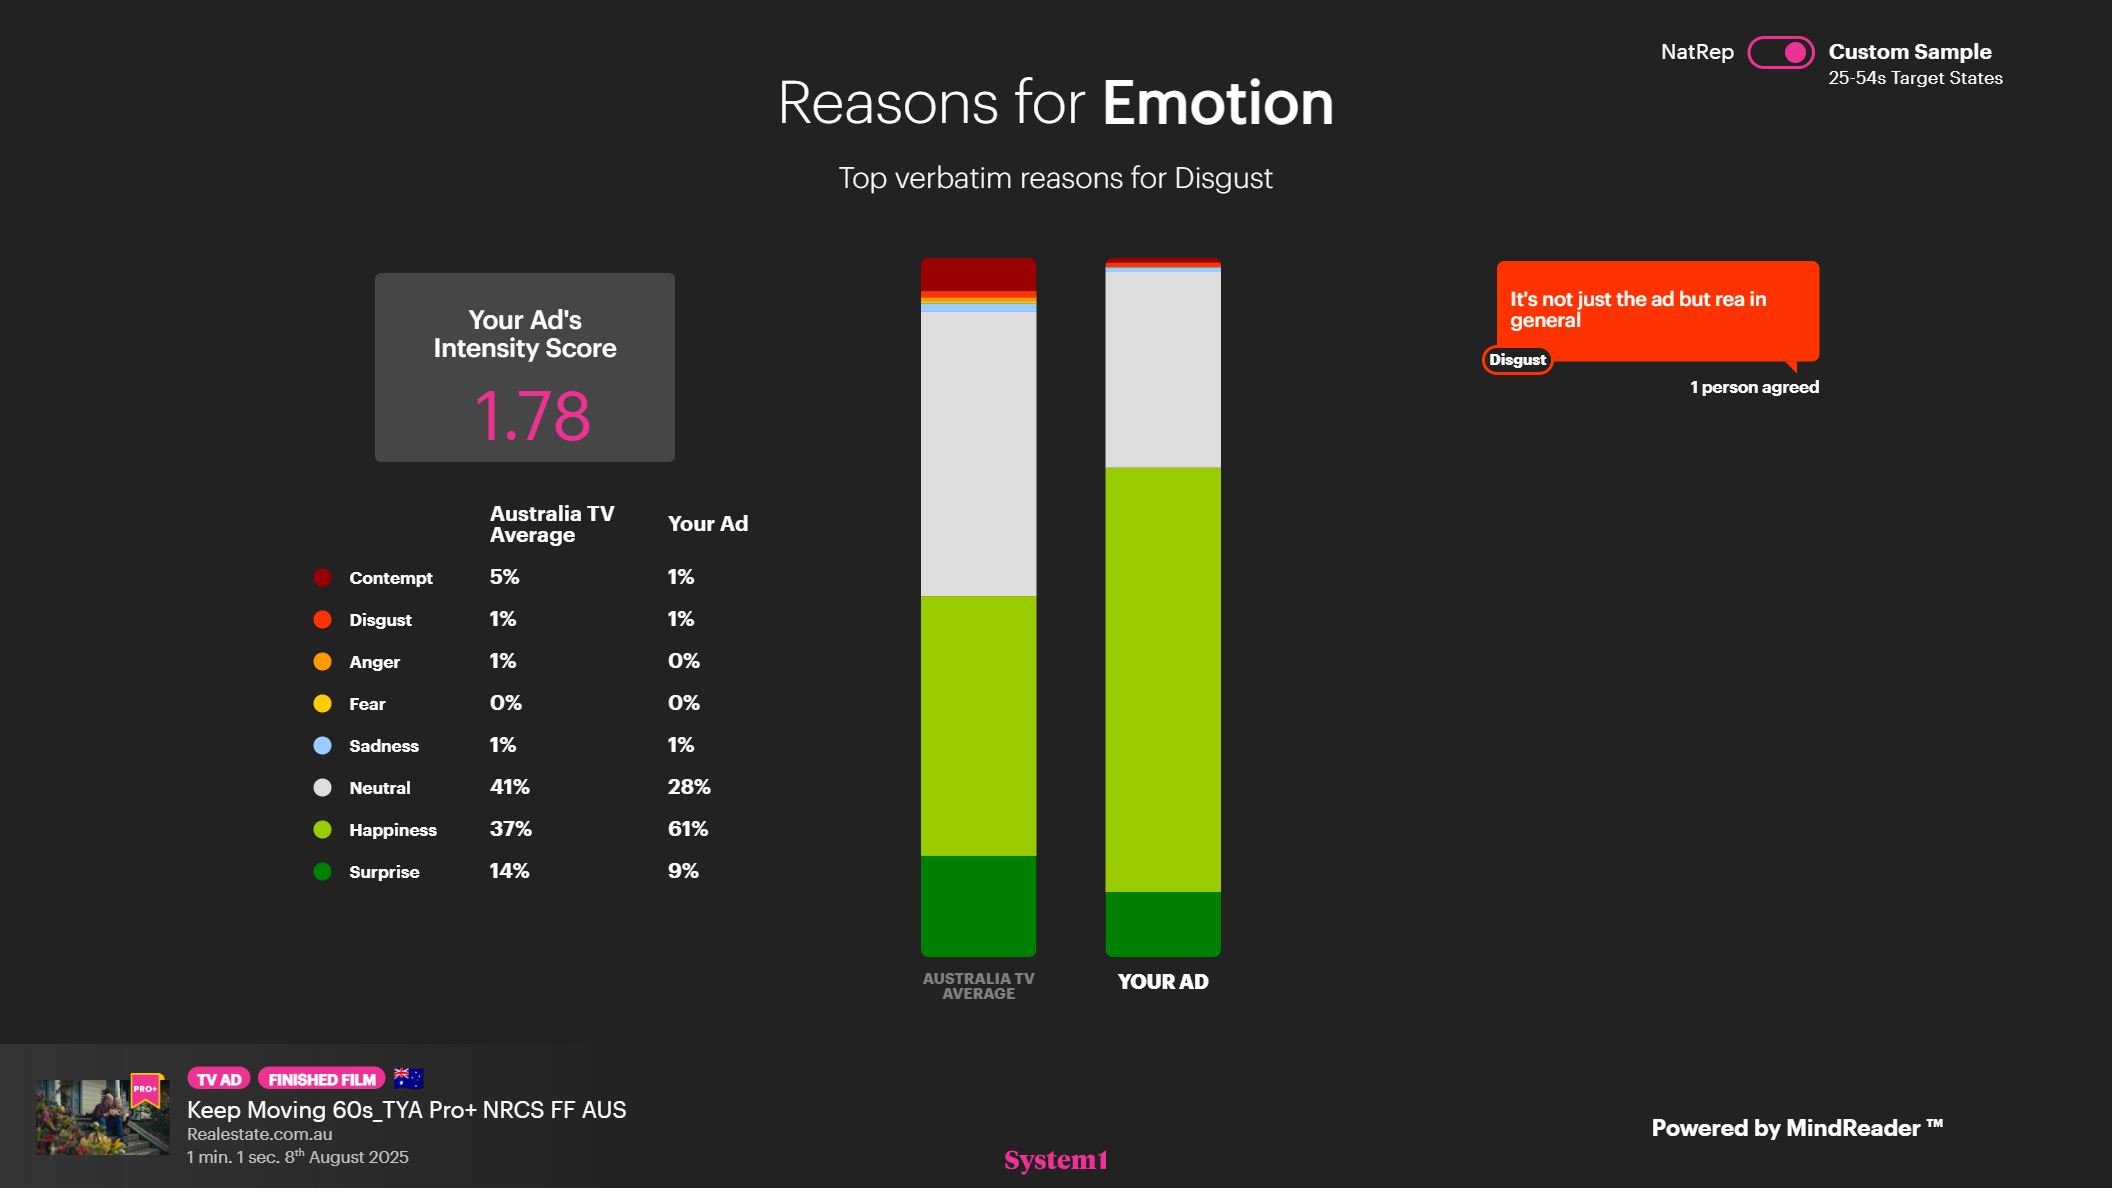 NatRep
Custom Sample
25-54s Target States
Reasons for Emotion
Top verbatim reasons for Disgust
Your Ad's
Intensity Score
1.78
Australia TV
Average
Your Ad
Contempt 5% 1%
Disgust 1% 1%
Anger 1% 0%
Fear 0% 0%
Sadness 1% 1%
Neutral 41% 28%
Happiness 37% 61%
Surprise 14% 9%
AUSTRALIA TV
AVERAGE
YOUR AD
It's not just the ad but rea in
general
Disgust
1 person agreed
PRO+
TV AD FINISHED FILM
Keep Moving 60s_TYA Pro+ NRCS FF AUS
Realestate.com.au
1 min. 1 sec. 8th August 2025
System1
Powered by MindReader ™